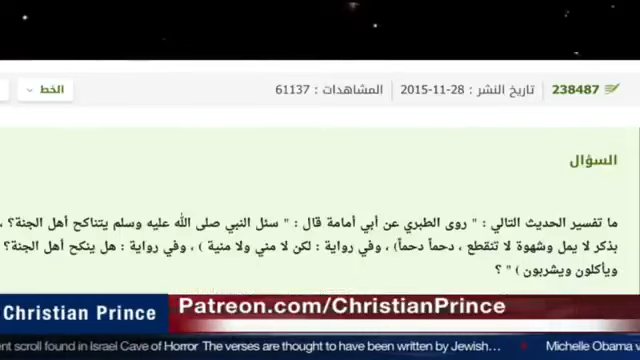 238487
تاريخ النشر : 28-11-2015
المشاهدات : 61137
الخط
السؤال
ما تفسير الحديث التالي : " روى الطبري عن أبي أمامة قال : " سئل النبي صلى الله عليه وسلم يتناكح أهل الجنة؟ ،
بذكر لا يمل وشهوة لا تنقطع ، دحماً دحماً) ، وفي رواية : لكن لا مني ولا منية ) ، وفي رواية : هل ينكح أهل الجنة؟
ويأكلون ويشربون ) " ؟
Christian Prince
Patreon.com/ChristianPrince
ent scroll found in Israel Cave of Horror The verses are thought to have been written by Jewish…
Michelle Obama